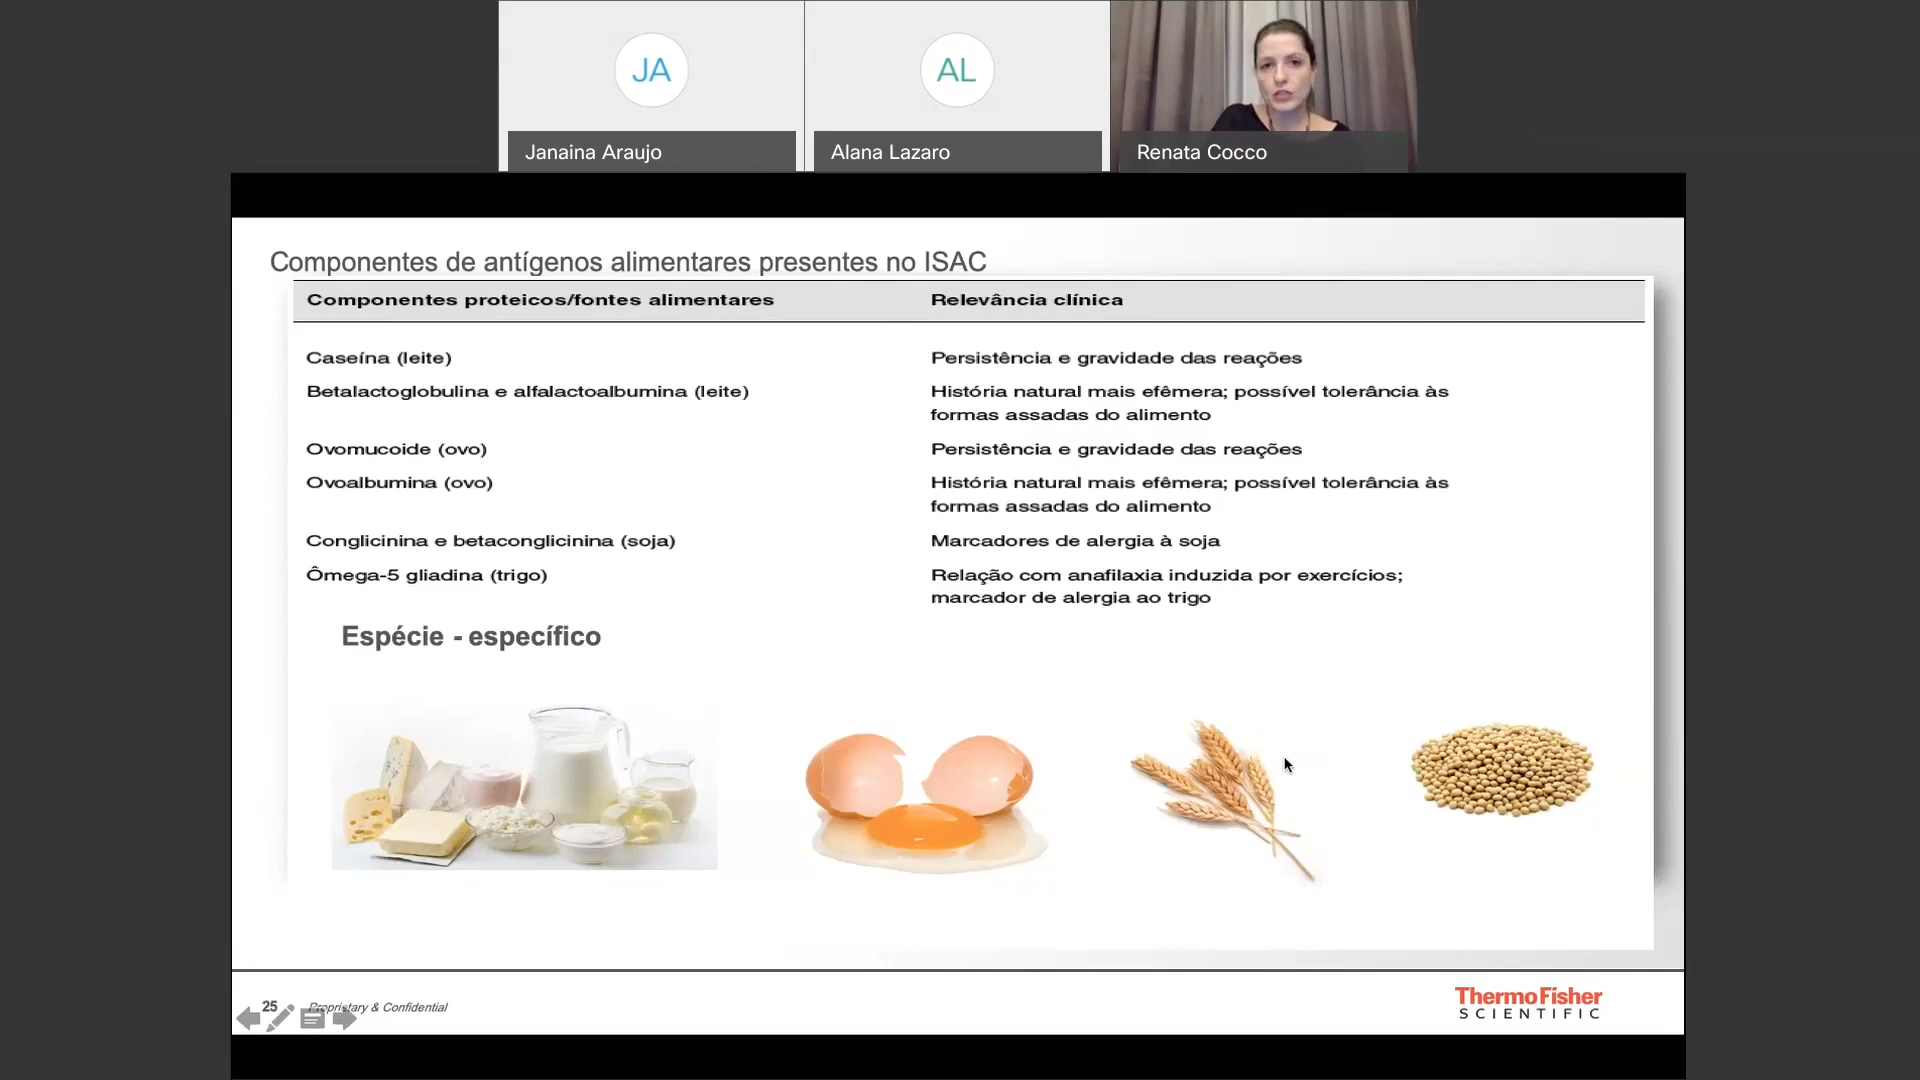 JA
AL
Janaina Araujo
Alana Lazaro
Renata Cocco
Componentes de antígenos alimentares presentes no ISAC
Componentes proteicos/fontes alimentares
Relevância clínica
Caseína (leite)
Persistência e gravidade das reações
Betalactoglobulina e alfalactoalbumina (leite)
História natural mais efêmera; possível tolerância às
formas assadas do alimento
Ovomucoide (ovo)
Persistência e gravidade das reações
Ovoalbumina (ovo)
História natural mais efêmera; possível tolerância às
formas assadas do alimento
Conglicinina e betaconglicinina (soja)
Marcadores de alergia à soja
Ômega-5 gliadina (trigo)
Relação com anafilaxia induzida por exercícios;
marcador de alergia ao trigo
Espécie - específico
25
Proprietary & Confidential
ThermoFisher
SCIENTIFIC